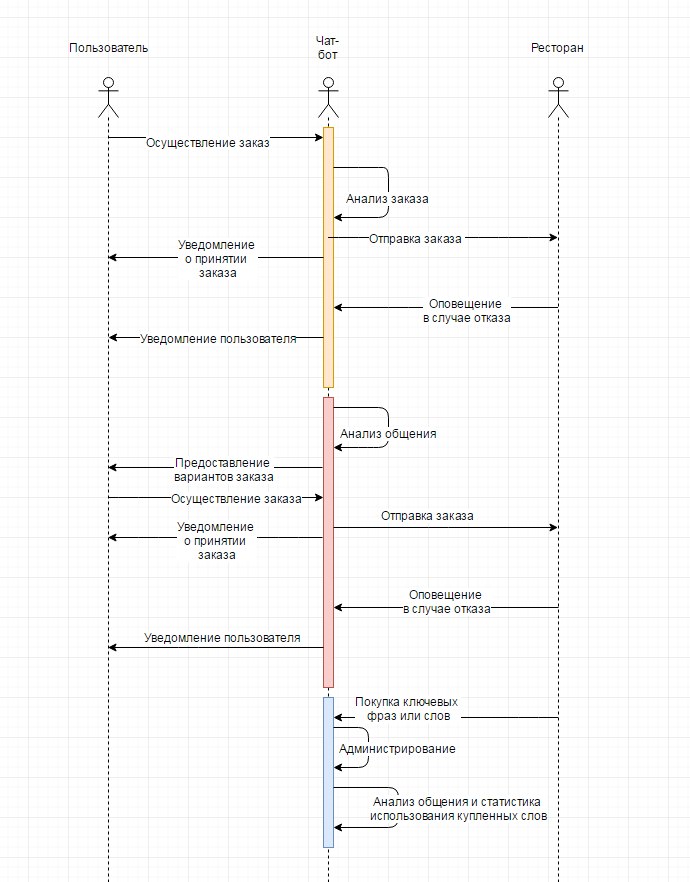 Пользователь
Чат-
бот
Ресторан
Осуществление заказ
Анализ заказа
Отправка заказа
Уведомление
о принятии
заказа
Оповещение
в случае отказа
Уведомление пользователя
Анализ общения
Предоставление
вариантов заказа
Осуществление заказа
Отправка заказа
Уведомление
о принятии
заказа
Оповещение
в случае отказа
Уведомление пользователя
Покупка ключевых
фраз или слов
Администрирование
Анализ общения и статистика
использования купленных слов